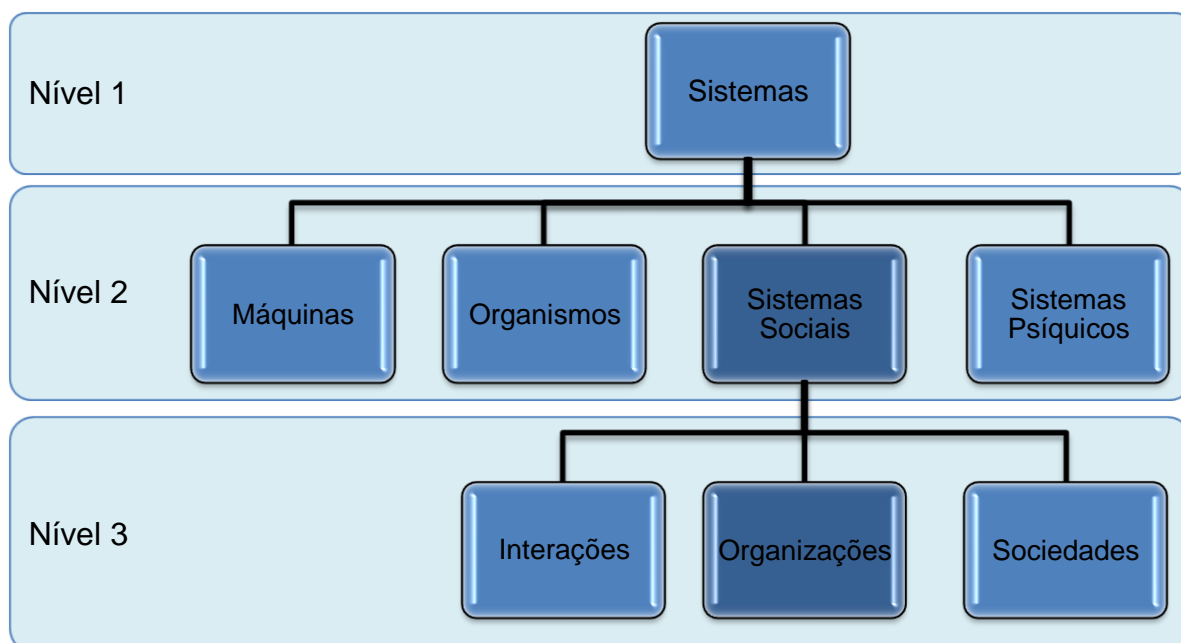 Nível 1
Sistemas
Nível 2
Máquinas
Organismos
Sistemas
Sociais
Sistemas
Psíquicos
Nível 3
Interações
Organizações
Sociedades